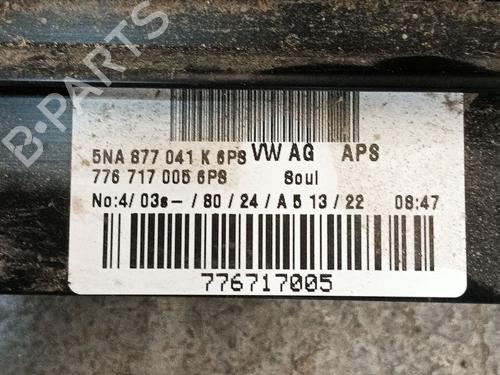 B-PARTS
5NA 877 041 K 6PS VW AG APS
776 717 005 6PS Soul
No:4/ 03s-/80/24/A 5 13/22 08:47
776717005